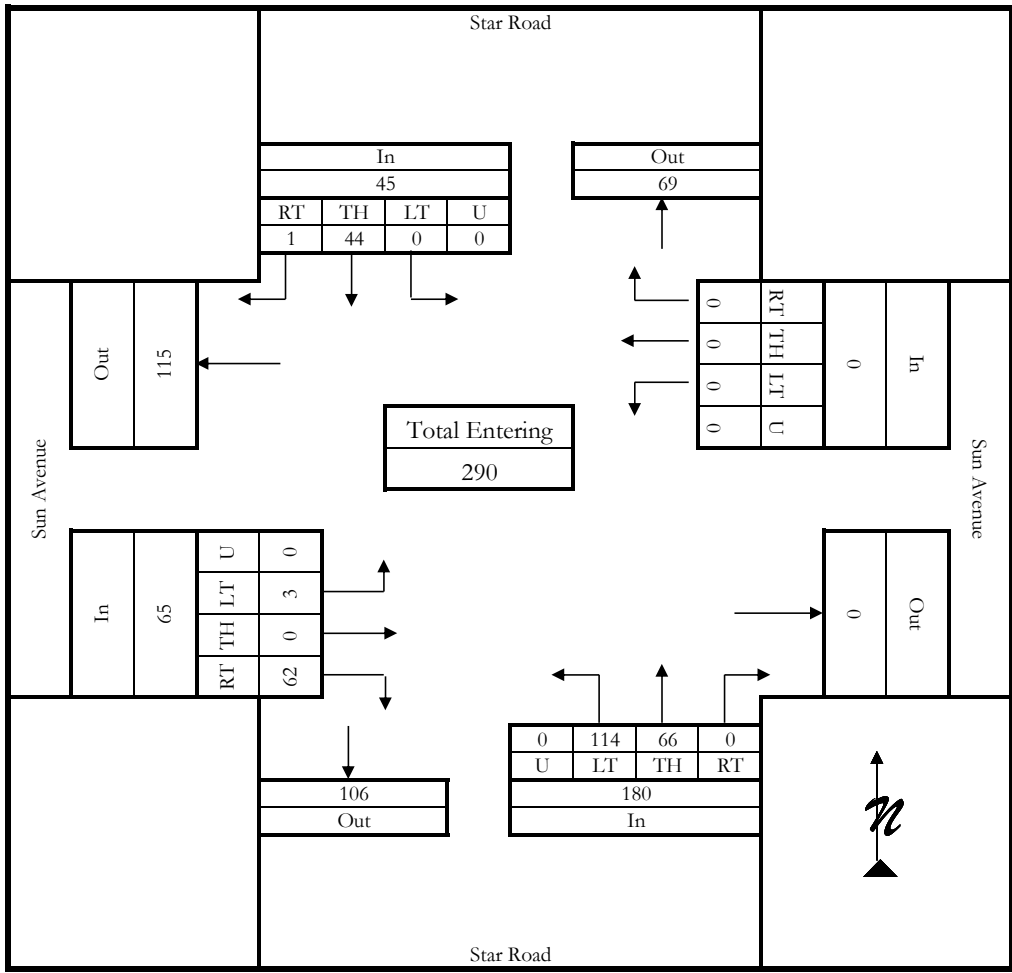 Star Road
In
45
RT TH LT U
1 44 0 0
Out
69
Out
115
0 RT
0 TH
0 LT
0 U
0
In
Total Entering
290
Sun Avenue
Sun Avenue
In
65
U 0
LT 3
TH 0
RT 62
0
Out
0 114 66 0
U LT TH RT
180
In
106
Out
N
Star Road